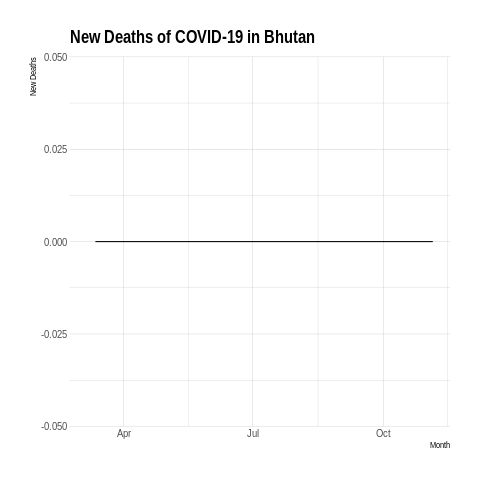 New Deaths of COVID-19 in Bhutan
New Deaths
0.050
0.025
0.000
-0.025
-0.050
Apr Jul Oct
Month